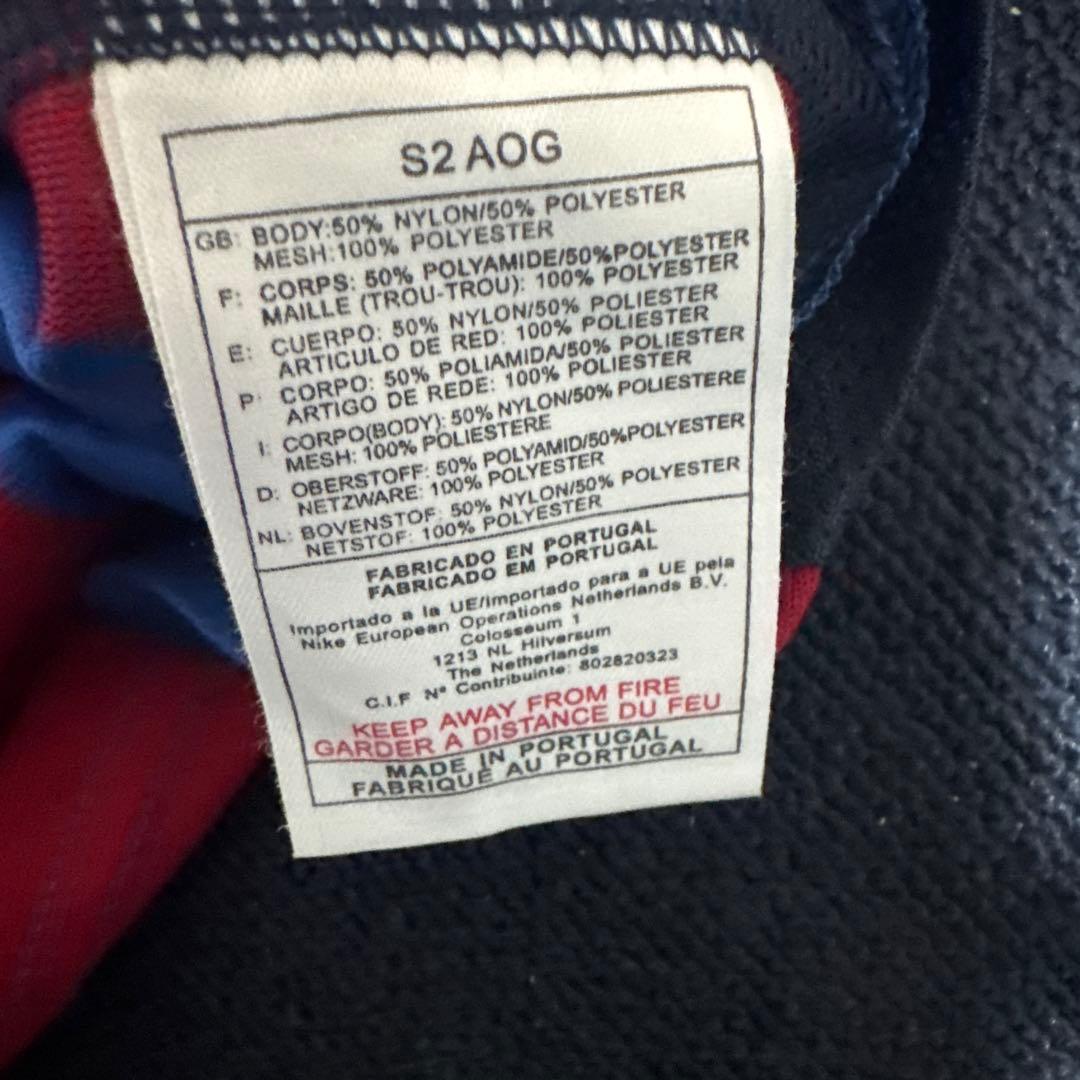 S2 AOG
GB: BODY:50% NYLON/50% POLYESTER
MESH:100% POLYESTER
F: CORPS: 50% POLYAMIDE/50%POLYESTER
MAILLE (TROU-TROU): 100% POLYESTER
E: CUERPO: 50% NYLON/50% POLIESTER
ARTICULO DE RED: 100% POLIESTER
P: CORPO: 50% POLIAMIDA/50% POLIESTER
ARTIGO DE REDE: 100% POLIESTER
I: CORPO(BODY): 50% NYLON/50% POLIESTERE
MESH: 100% POLIESTERE
D: OBERSTOFF: 50% POLYAMID/50%POLYESTER
NETZWARE: 100% POLYESTER
NL: BOVENSTOF: 50% NYLON/50% POLYESTER
NETSTOF: 100% POLYESTER
FABRICADO EN PORTUGAL
FABRICADO EM PORTUGAL
Importado a la UE/Importado para a UE pela
Nike European Operations Netherlands B.V.
Colosseum 1
1213 NL Hilversum
The Netherlands
C.I.F Nº Contribuinte: 802820323
KEEP AWAY FROM FIRE
GARDER A DISTANCE DU FEU
MADE IN PORTUGAL
FABRIQUE AU PORTUGAL